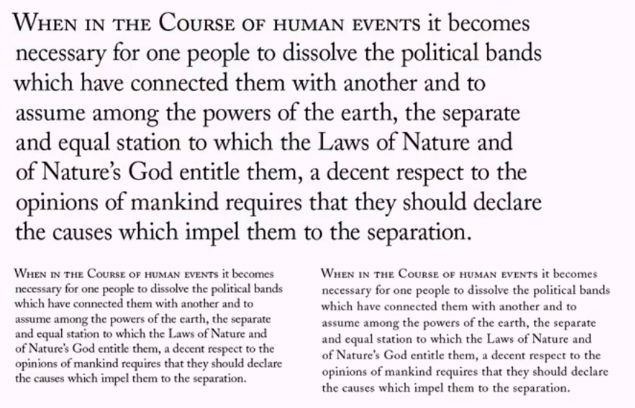 When in the Course of human events it becomes
necessary for one people to dissolve the political bands
which have connected them with another and to
assume among the powers of the earth, the separate
and equal station to which the Laws of Nature and
of Nature's God entitle them, a decent respect to the
opinions of mankind requires that they should declare
the causes which impel them to the separation.
When in the Course of human events it becomes
necessary for one people to dissolve the political bands
which have connected them with another and to
assume among the powers of the earth, the separate
and equal station to which the Laws of Nature and
of Nature's God entitle them, a decent respect to the
opinions of mankind requires that they should declare
the causes which impel them to the separation.
When in the Course of human events it becomes
necessary for one people to dissolve the political bands
which have connected them with another and to
assume among the powers of the earth, the separate
and equal station to which the Laws of Nature and
of Nature's God entitle them, a decent respect to the
opinions of mankind requires that they should declare
the causes which impel them to the separation.